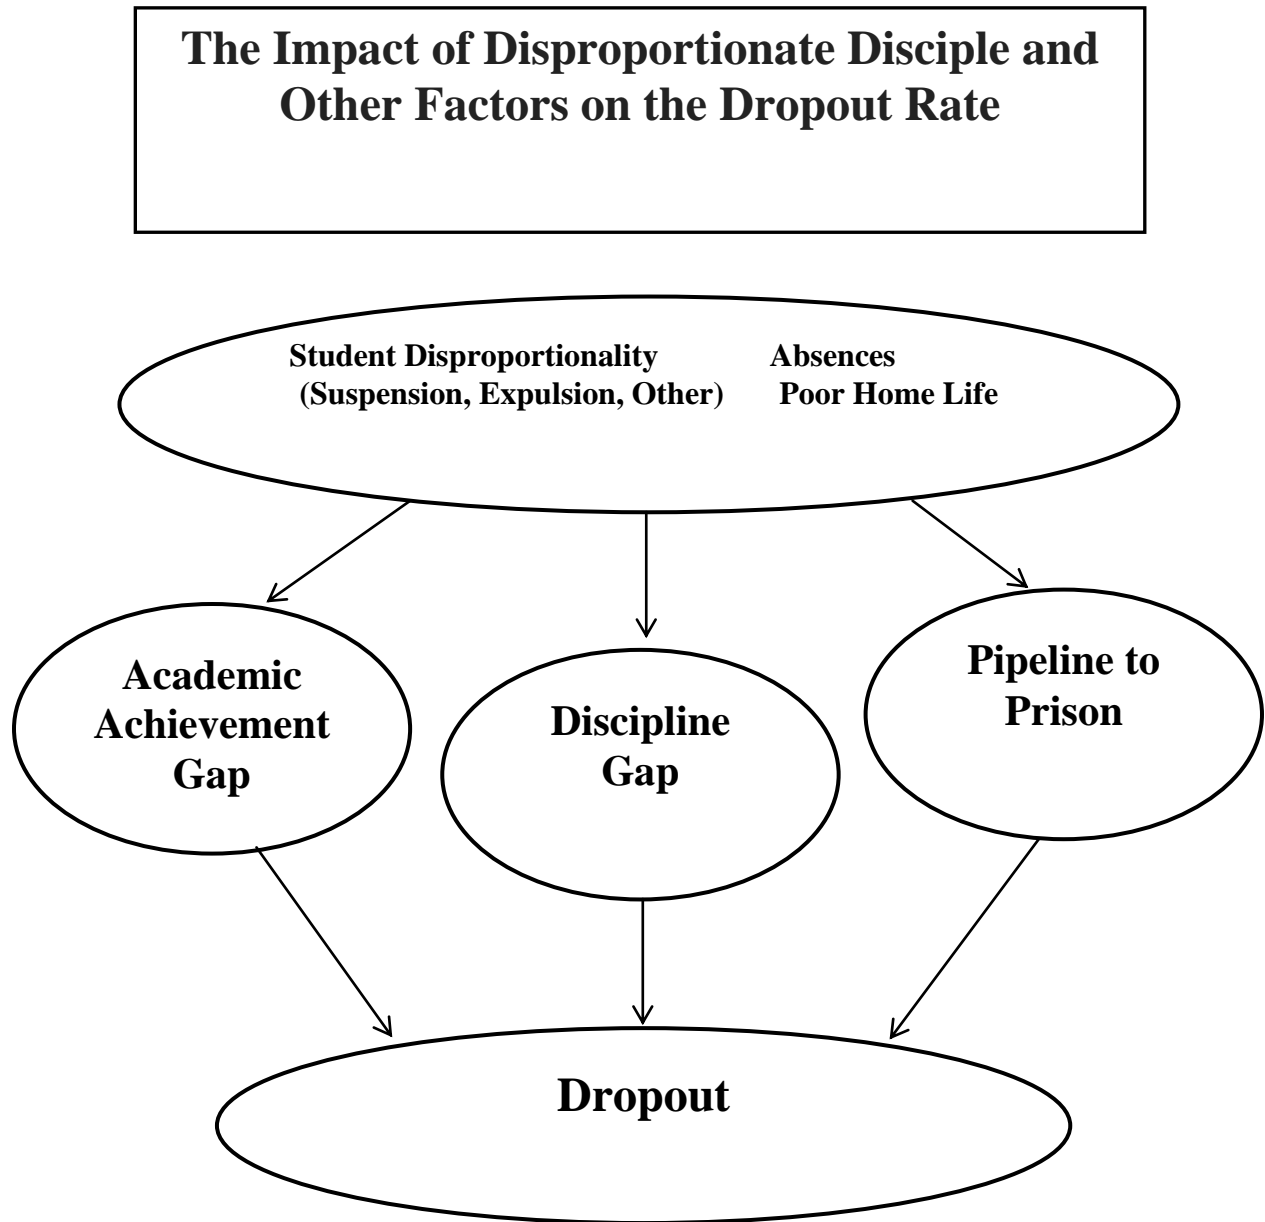 The Impact of Disproportionate Disciple and
Other Factors on the Dropout Rate
Student Disproportionality Absences
(Suspension, Expulsion, Other) Poor Home Life
Academic
Achievement
Gap
Discipline
Gap
Pipeline to
Prison
Dropout